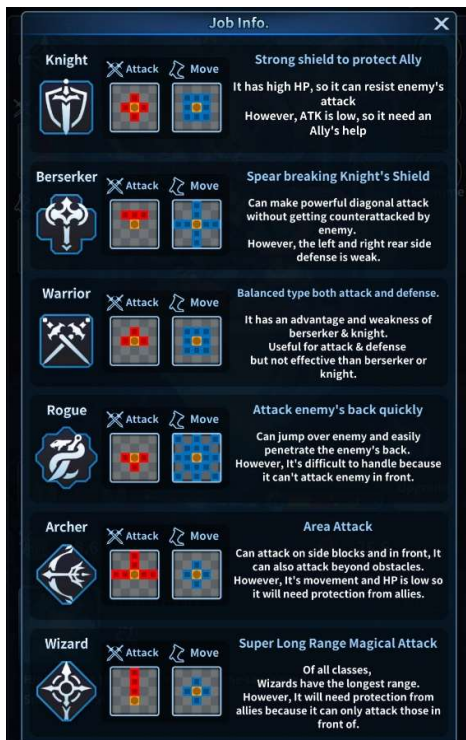 Job Info.
Knight
Attack
Move
Strong shield to protect Ally
It has high HP, so it can resist enemy's
attack
However, ATK is low, so it need an
Ally's help
Berserker
Attack
Move
Spear breaking Knight's Shield
Can make powerful diagonal attack
without getting counterattacked by
enemy.
However, the left and right rear side
defense is weak.
Warrior
Attack
Move
Balanced type both attack and defense.
It has an advantage and weakness of
berserker & knight.
Useful for attack & defense
but not effective than berserker or
knight.
Rogue
Attack
Move
Attack enemy's back quickly
Can jump over enemy and easily
penetrate the enemy's back.
However, It's difficult to handle because
it can't attack enemy in front.
Archer
Attack
Move
Area Attack
Can attack on side blocks and in front, It
can also attack beyond obstacles.
However, It's movement and HP is low so
it will need protection from allies.
Wizard
Attack
Move
Super Long Range Magical Attack
Of all classes,
Wizards have the longest range.
However, It will need protection from
allies because it can only attack those in
front of.